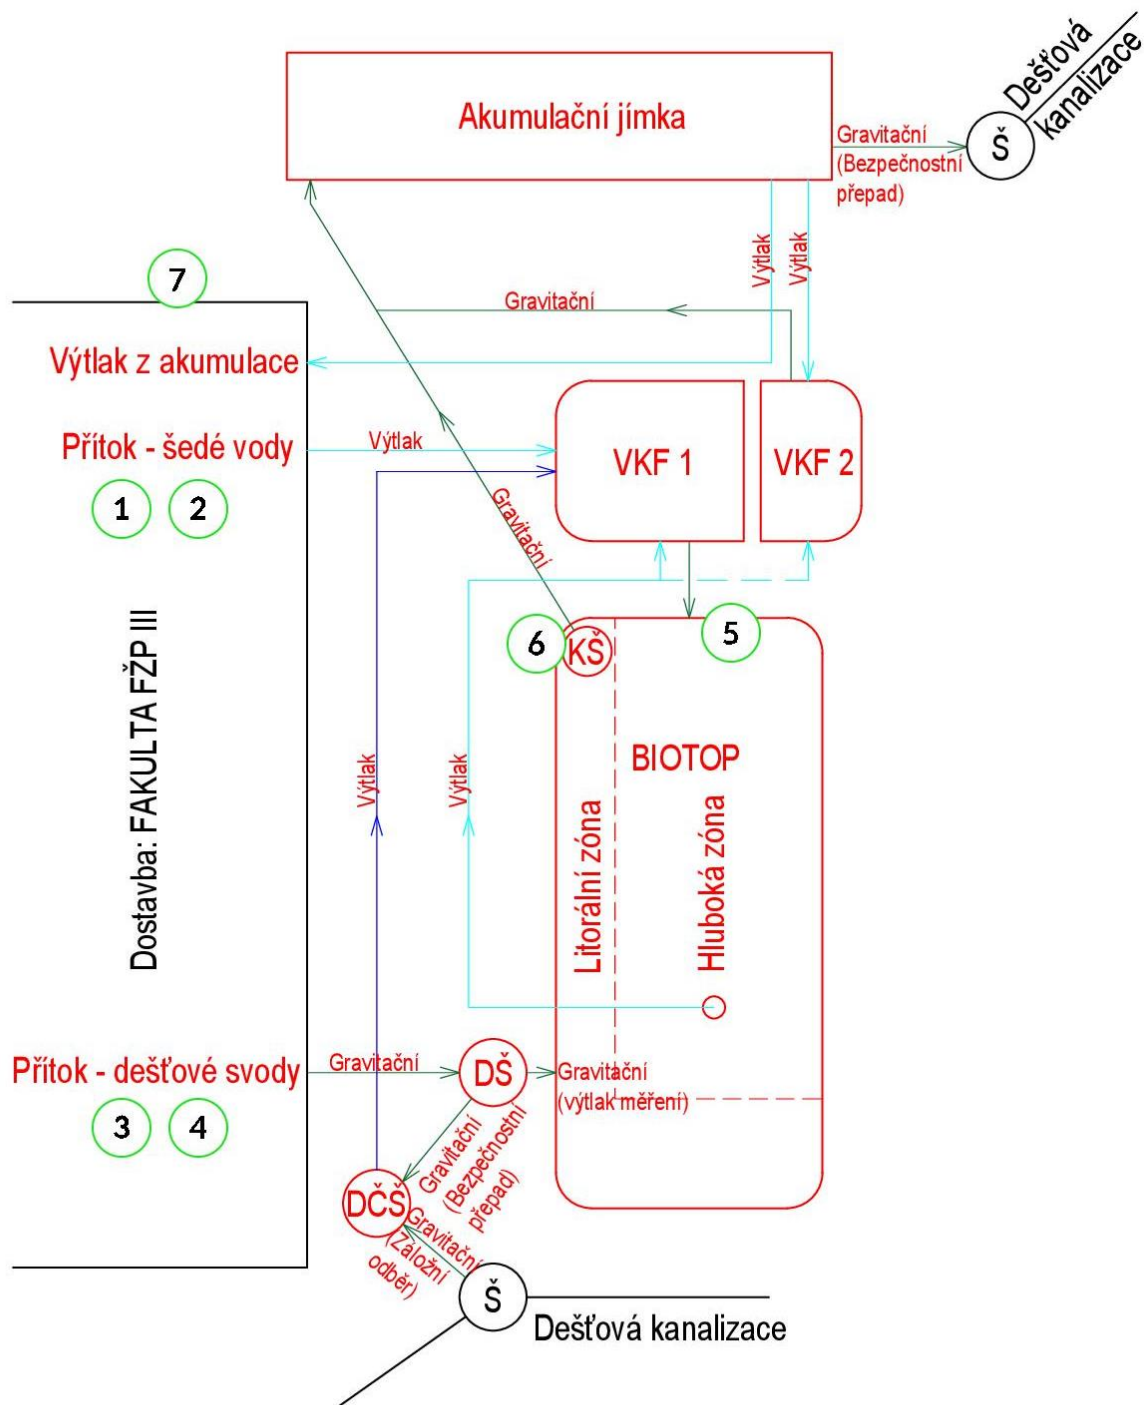 Dešťová
kanalizace
Akumulační jímka
Š
Gravitační
(Bezpečnostní
přepad)
Výtlak
Výtlak
7
Gravitační
Výtlak z akumulace
Přítok - šedé vody
Výtlak
VKF 1
VKF 2
1
2
Gravitační
5
6
KŠ
Dostavba: FAKULTA FŽP III
BIOTOP
Výtlak
Výtlak
Litorální zóna
Hluboká zóna
Přítok - dešťové svody
Gravitační
DŠ
Gravitační
(výtlak měření)
3
4
Gravitační
(Bezpečnostní
přepad)
DČŠ
Gravitační
(Záložní
odběr)
Š
Dešťová kanalizace